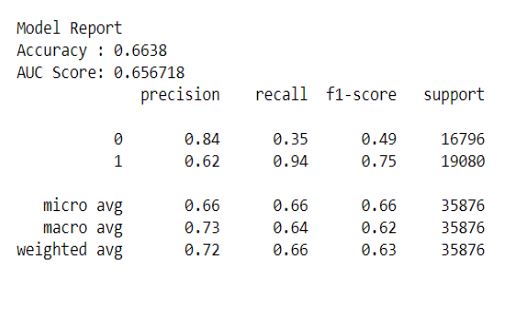 Model Report
Accuracy : 0.6638
AUC Score: 0.656718
precision recall f1-score support
0 0.84 0.35 0.49 16796
1 0.62 0.94 0.75 19080
micro avg 0.66 0.66 0.66 35876
macro avg 0.73 0.64 0.62 35876
weighted avg 0.72 0.66 0.63 35876